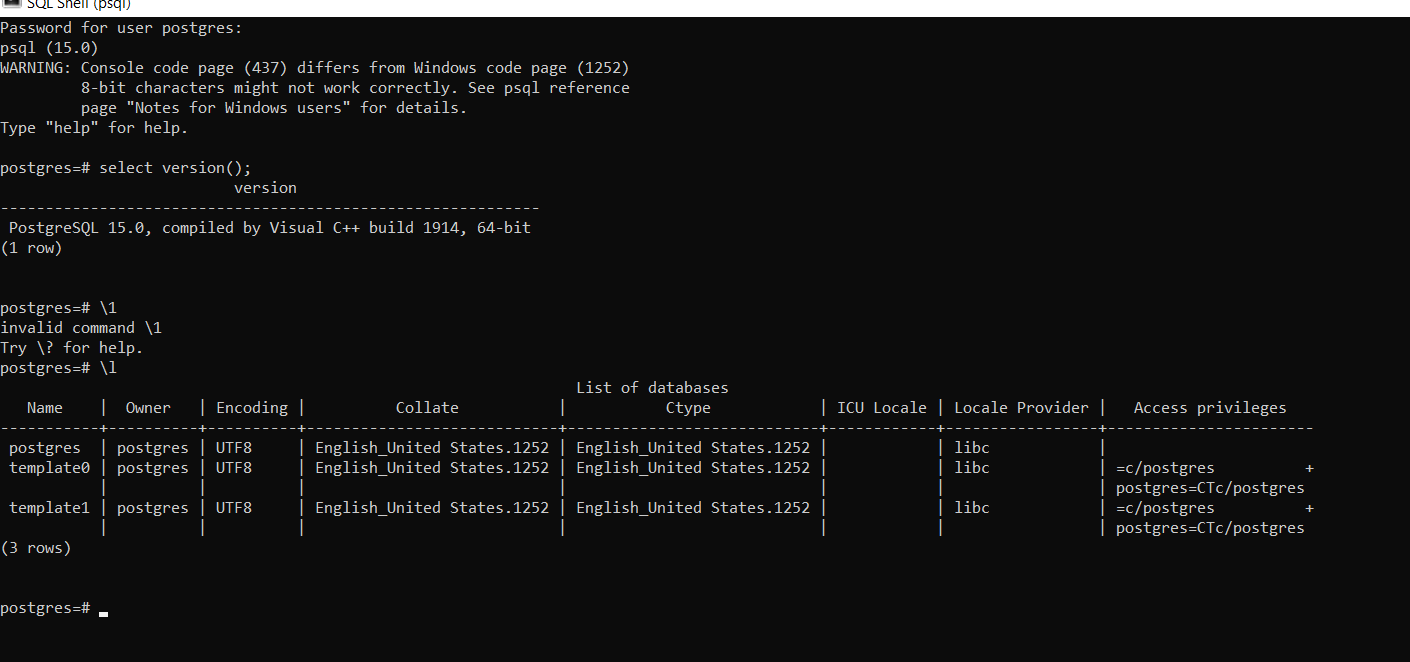 SQL Shell (psql)
Password for user postgres:
psql (15.0)
WARNING: Console code page (437) differs from Windows code page (1252)
         8-bit characters might not work correctly. See psql reference
         page "Notes for Windows users" for details.
Type "help" for help.
postgres=# select version();
                          version
------------------------------------------------------------
 PostgreSQL 15.0, compiled by Visual C++ build 1914, 64-bit
(1 row)
postgres=# \1
invalid command \1
Try \? for help.
postgres=# \l
                                                                List of databases
   Name    |  Owner   | Encoding |          Collate           |           Ctype            | ICU Locale | Locale Provider |   Access privileges
-----------+----------+----------+----------------------------+----------------------------+------------+-----------------+-----------------------
 postgres  | postgres | UTF8     | English_United States.1252 | English_United States.1252 |            | libc            |
 template0 | postgres | UTF8     | English_United States.1252 | English_United States.1252 |            | libc            | =c/postgres          +
           |          |          |                            |                            |            |                 | postgres=CTc/postgres
 template1 | postgres | UTF8     | English_United States.1252 | English_United States.1252 |            | libc            | =c/postgres          +
           |          |          |                            |                            |            |                 | postgres=CTc/postgres
(3 rows)
postgres=#